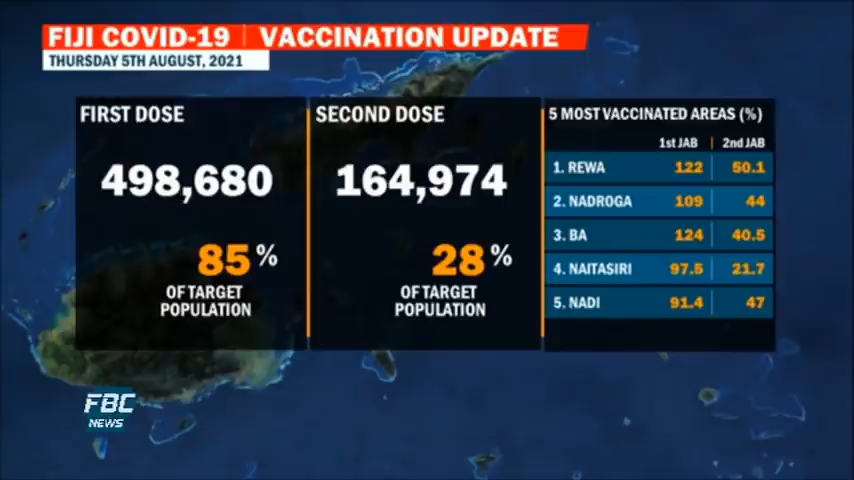 FIJI COVID-19 | VACCINATION UPDATE
THURSDAY 5TH AUGUST, 2021
FIRST DOSE
498,680
85%
OF TARGET
POPULATION
SECOND DOSE
164,974
28%
OF TARGET
POPULATION
5 MOST VACCINATED AREAS (%)
1st JAB | 2nd JAB
1. REWA 122 50.1
2. NADROGA 109 44
3. BA 124 40.5
4. NAITASIRI 97.5 21.7
5. NADI 91.4 47
FBC
NEWS